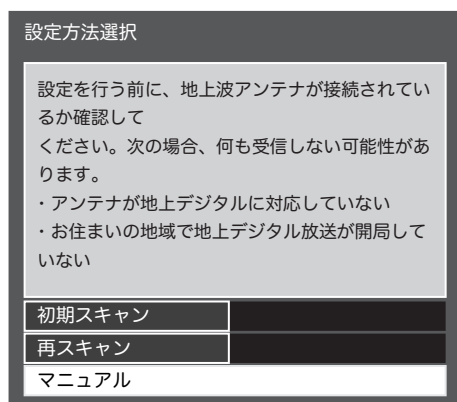 設定方法選択
設定を行う前に、地上波アンテナが接続されてい
るか確認して
ください。次の場合、何も受信しない可能性があ
ります。
・アンテナが地上デジタルに対応していない
・お住まいの地域で地上デジタル放送が開局して
いない
初期スキャン
再スキャン
マニュアル